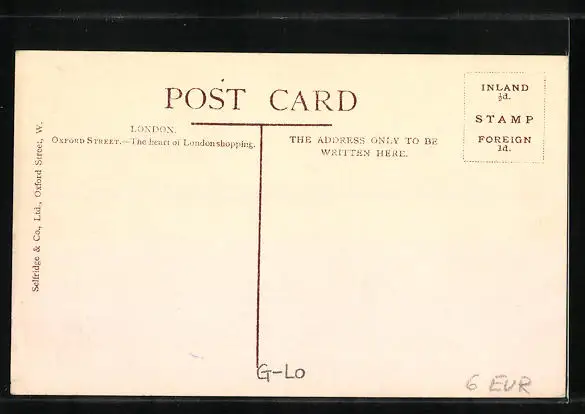 POST CARD
LONDON.
OXFORD STREET.—The heart of London shopping.
THE ADDRESS ONLY TO BE
WRITTEN HERE.
INLAND
½d.
STAMP
FOREIGN
1d.
Selfridge & Co., Ltd., Oxford Street, W.
G-LO
6 EUR